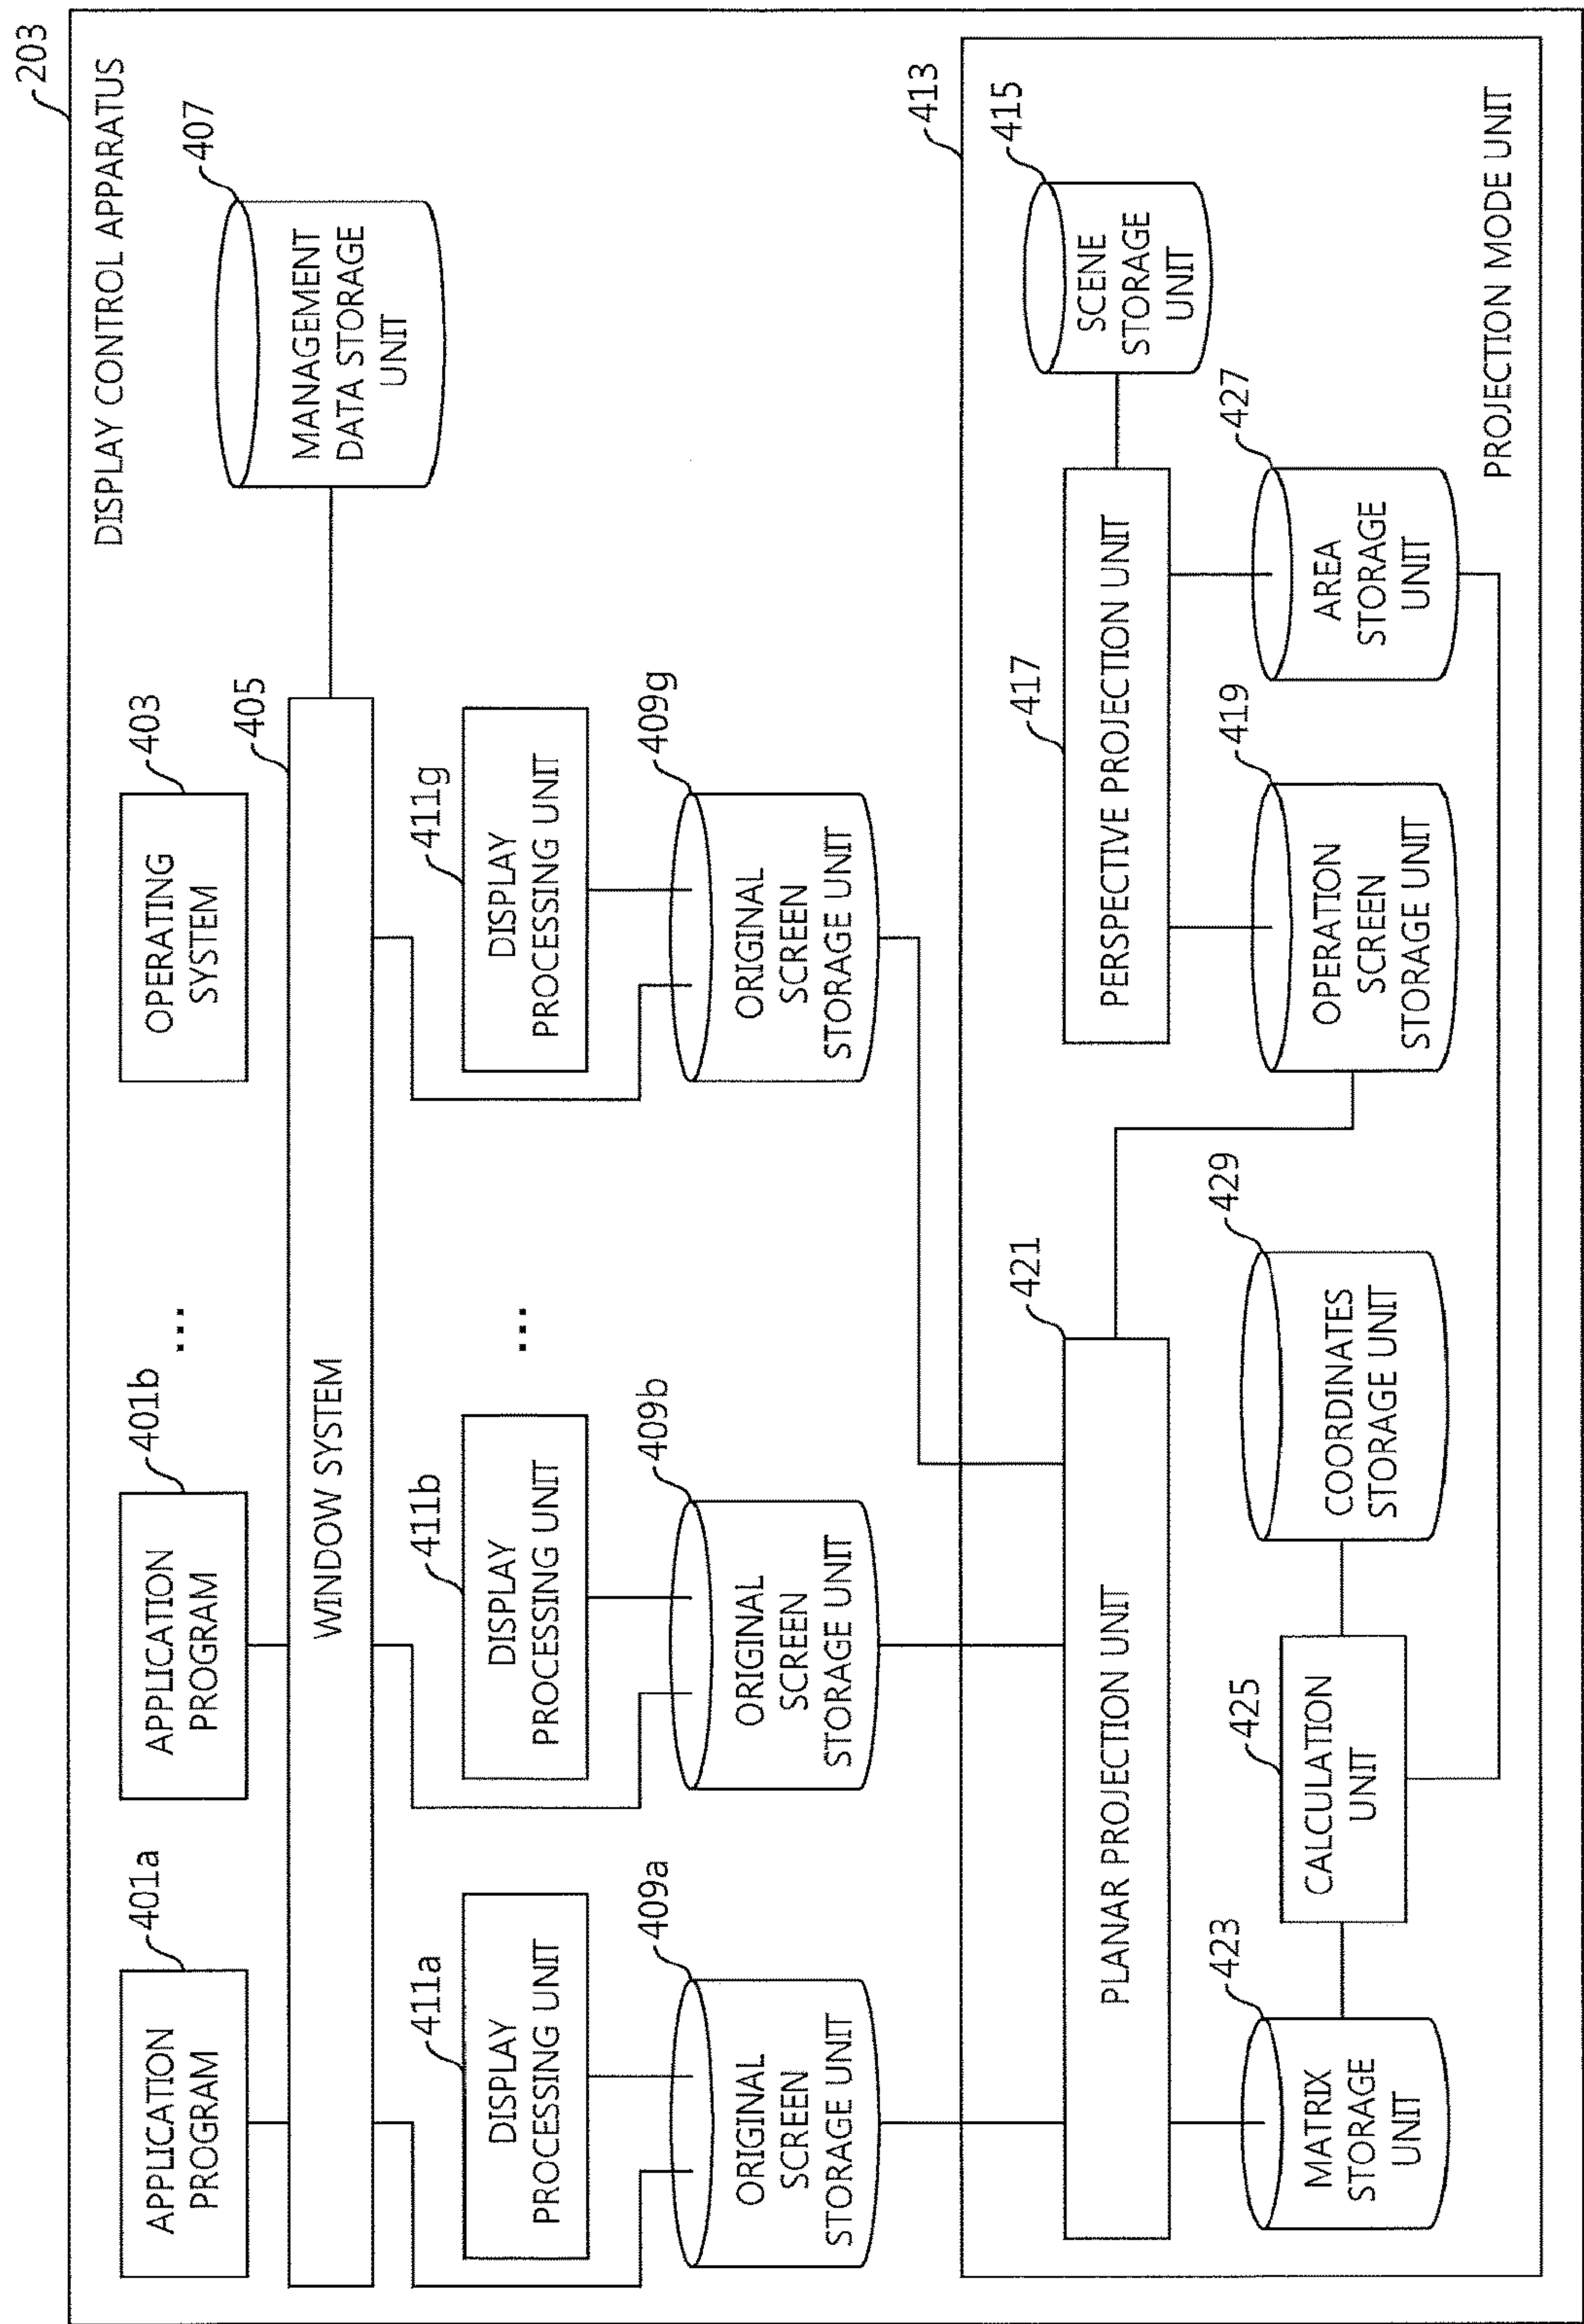 203
DISPLAY CONTROL APPARATUS
401a
APPLICATION
PROGRAM
401b
APPLICATION
PROGRAM
...
403
OPERATING
SYSTEM
405
WINDOW SYSTEM
407
MANAGEMENT
DATA STORAGE
UNIT
411a
DISPLAY
PROCESSING UNIT
411b
DISPLAY
PROCESSING UNIT
...
411g
DISPLAY
PROCESSING UNIT
409a
ORIGINAL
SCREEN
STORAGE UNIT
409b
ORIGINAL
SCREEN
STORAGE UNIT
409g
ORIGINAL
SCREEN
STORAGE UNIT
413
421
PLANAR PROJECTION UNIT
417
PERSPECTIVE PROJECTION UNIT
415
SCENE
STORAGE
UNIT
423
MATRIX
STORAGE
UNIT
425
CALCULATION
UNIT
429
COORDINATES
STORAGE UNIT
419
OPERATION
SCREEN
STORAGE UNIT
427
AREA
STORAGE
UNIT
PROJECTION MODE UNIT